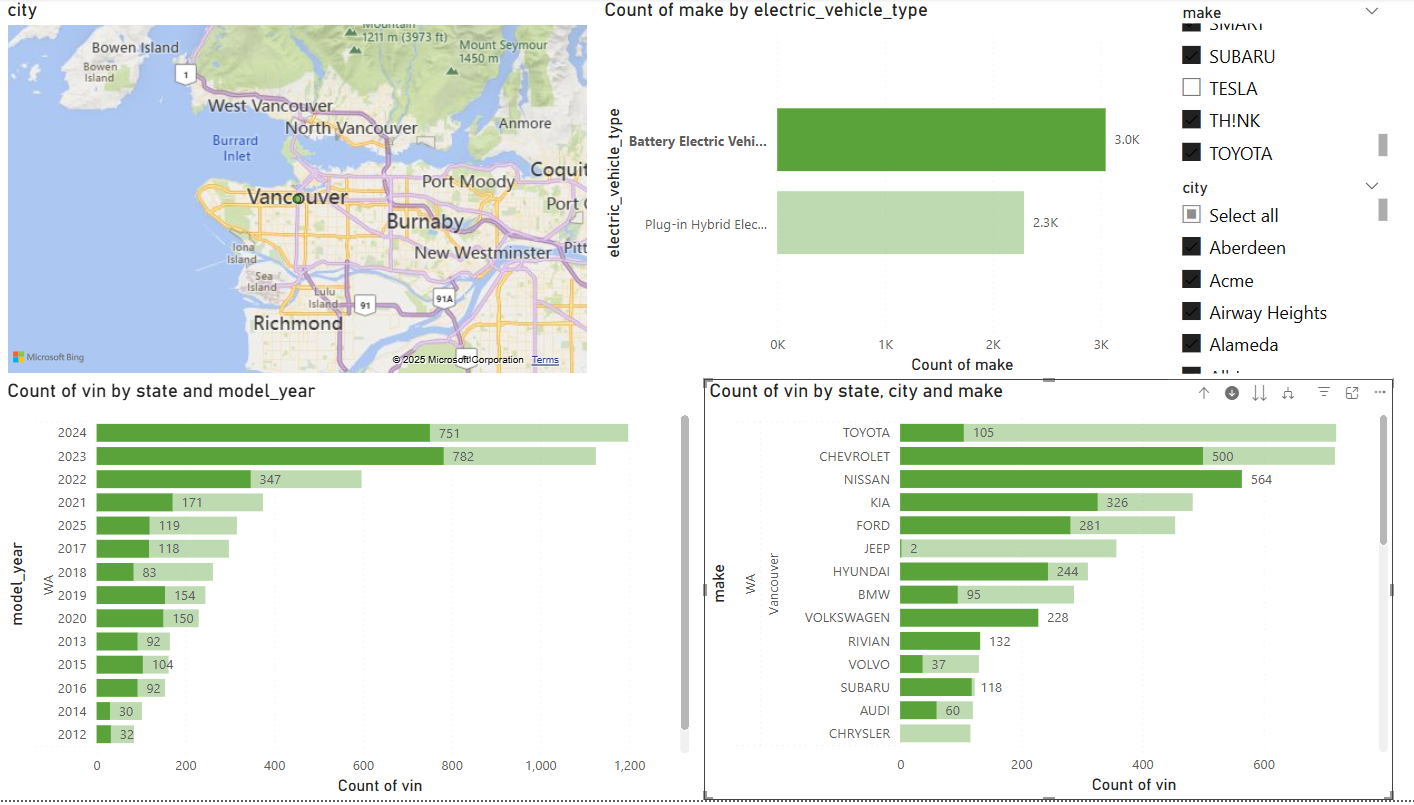 city
Mountain
1211 m (3973 ft)
Mount Seymour
1450 m
Bowen Island
Bowen
Island
1
West Vancouver
North Vancouver
Anmore
Burrard
Inlet
Coquit
Port Moody
Vancouver
Port C
Burnaby
Iona
Island
New Westminster
Pitt
Sea
Island
Lulu
Island
91
91A
Richmond
Microsoft Bing
© 2025 Microsoft Corporation Terms
Count of make by electric_vehicle_type
electric_vehicle_type
Battery Electric Vehi...
3.0K
Plug-in Hybrid Elec...
2.3K
0K 1K 2K 3K
Count of make
make
SMART
SUBARU
TESLA
TH!NK
TOYOTA
city
Select all
Aberdeen
Acme
Airway Heights
Alameda
Count of vin by state and model_year
model_year
WA
2024 751
2023 782
2022 347
2021 171
2025 119
2017 118
2018 83
2019 154
2020 150
2013 92
2015 104
2016 92
2014 30
2012 32
0 200 400 600 800 1,000 1,200
Count of vin
Count of vin by state, city and make
make
WA
Vancouver
TOYOTA 105
CHEVROLET 500
NISSAN 564
KIA 326
FORD 281
JEEP 2
HYUNDAI 244
BMW 95
VOLKSWAGEN 228
RIVIAN 132
VOLVO 37
SUBARU 118
AUDI 60
CHRYSLER
0 200 400 600
Count of vin